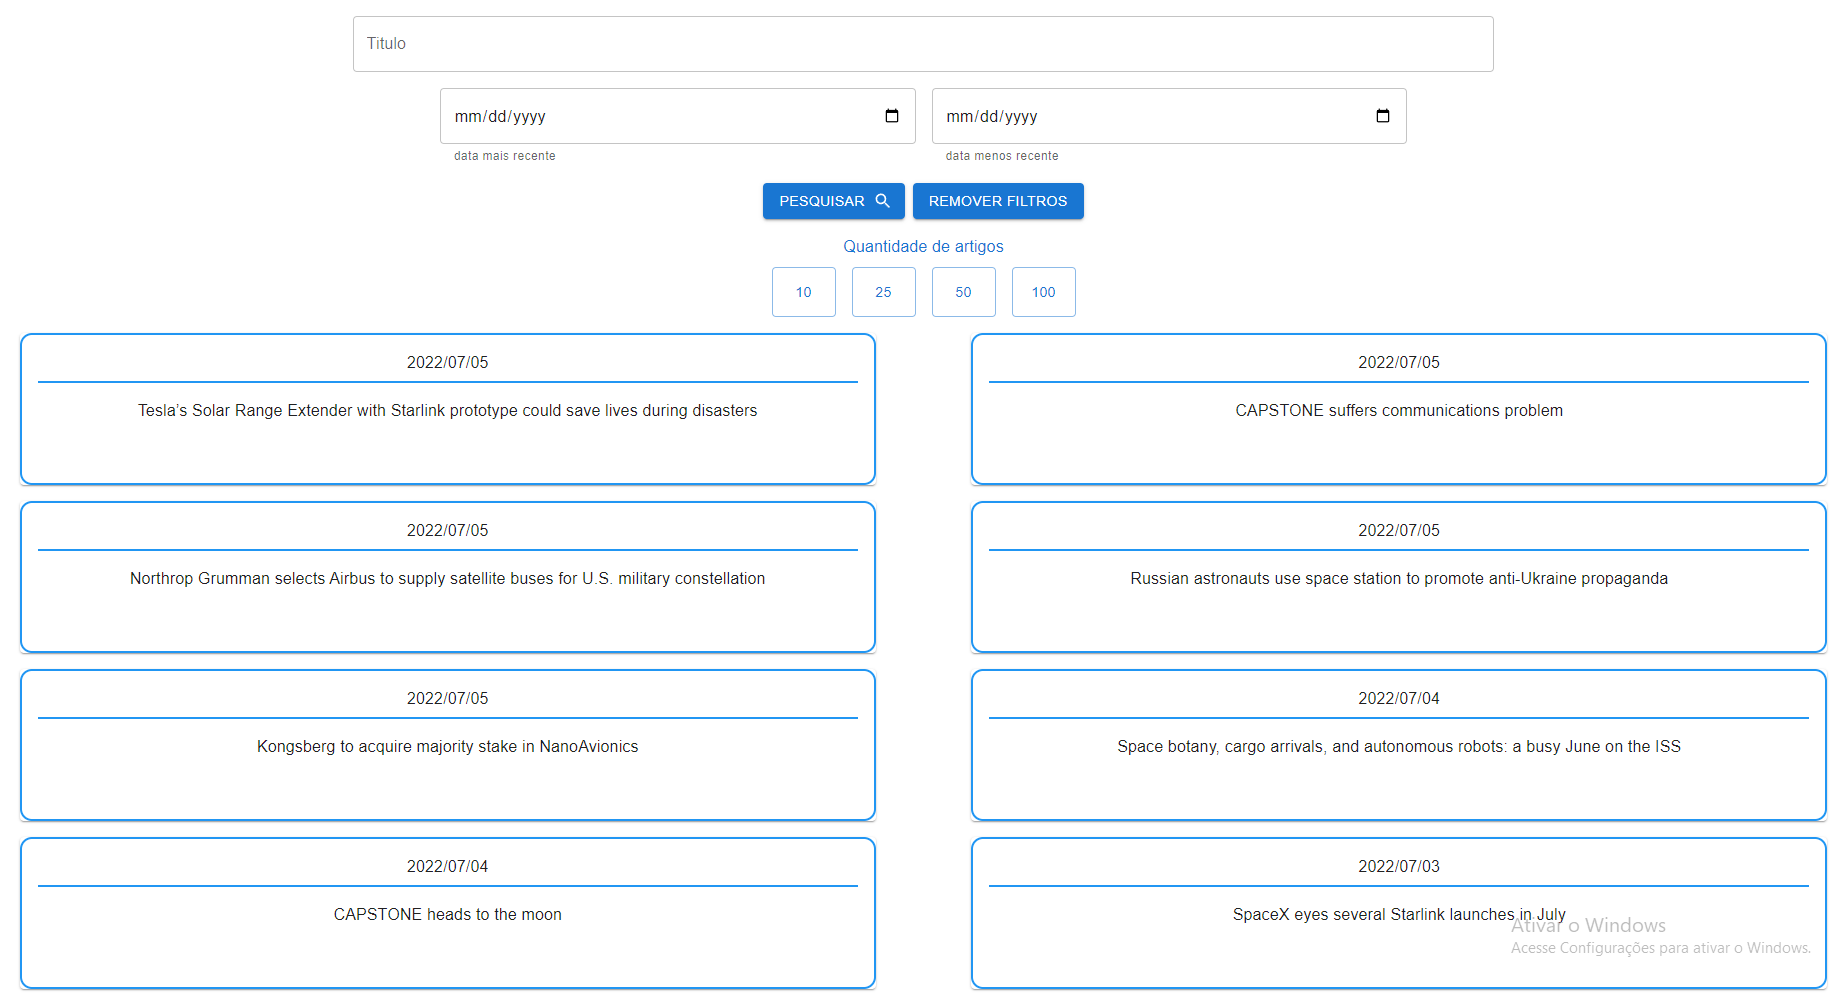 Titulo
mm/dd/yyyy
mm/dd/yyyy
data mais recente
data menos recente
PESQUISAR
REMOVER FILTROS
Quantidade de artigos
10
25
50
100
2022/07/05
Tesla’s Solar Range Extender with Starlink prototype could save lives during disasters
2022/07/05
CAPSTONE suffers communications problem
2022/07/05
Northrop Grumman selects Airbus to supply satellite buses for U.S. military constellation
2022/07/05
Russian astronauts use space station to promote anti-Ukraine propaganda
2022/07/05
Kongsberg to acquire majority stake in NanoAvionics
2022/07/04
Space botany, cargo arrivals, and autonomous robots: a busy June on the ISS
2022/07/04
CAPSTONE heads to the moon
2022/07/03
SpaceX eyes several Starlink launches in July
Ativar o Windows
Acesse Configurações para ativar o Windows.